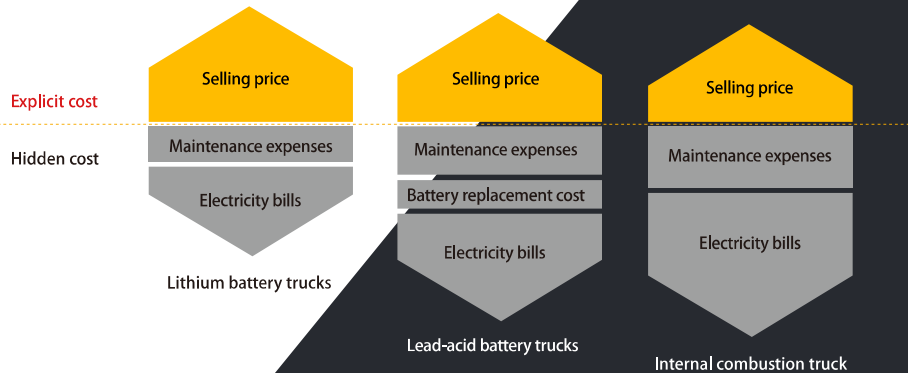 Selling price
Selling price
Selling price
Explicit cost
Hidden cost
Maintenance expenses
Maintenance expenses
Maintenance expenses
Electricity bills
Battery replacement cost
Electricity bills
Electricity bills
Lithium battery trucks
Lead-acid battery trucks
Internal combustion truck